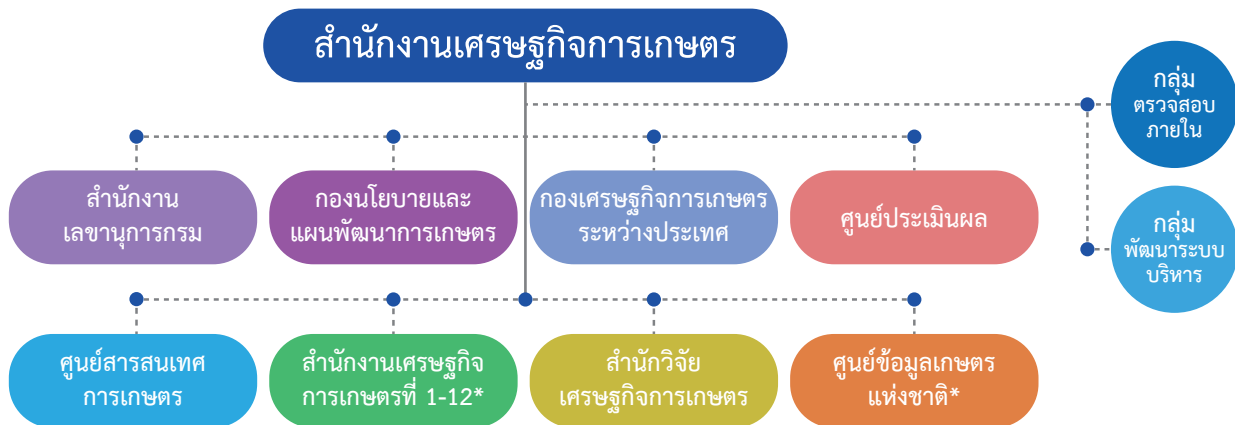 สำนักงานเศรษฐกิจการเกษตร
กลุ่ม
ตรวจสอบ
ภายใน
สำนักงาน
เลขานุการกรม
กองนโยบายและ
แผนพัฒนาการเกษตร
กองเศรษฐกิจการเกษตร
ระหว่างประเทศ
ศูนย์ประเมินผล
กลุ่ม
พัฒนาระบบ
บริหาร
ศูนย์สารสนเทศ
การเกษตร
สำนักงานเศรษฐกิจ
การเกษตรที่ 1-12*
สำนักวิจัย
เศรษฐกิจการเกษตร
ศูนย์ข้อมูลเกษตร
แห่งชาติ*